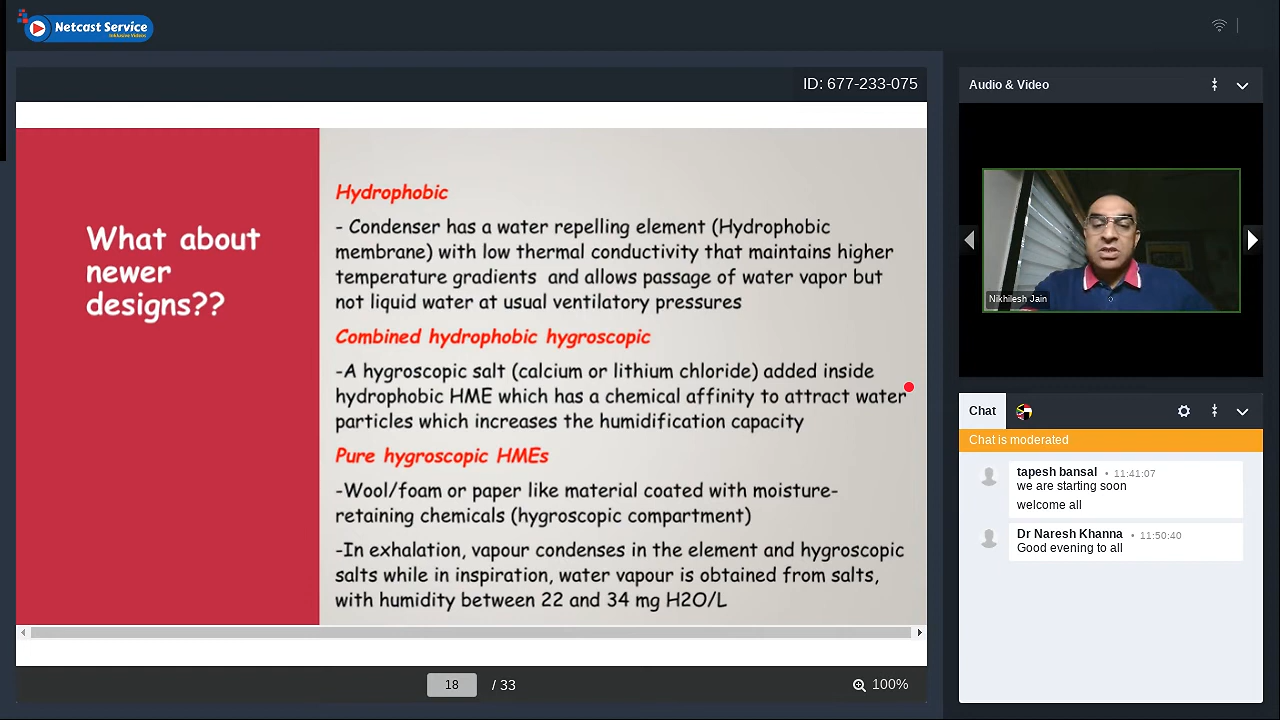 Netcast Service
Inklusive Videos
ID: 677-233-075
What about
newer
designs??
Hydrophobic
- Condenser has a water repelling element (Hydrophobic
membrane) with low thermal conductivity that maintains higher
temperature gradients and allows passage of water vapor but
not liquid water at usual ventilatory pressures
Combined hydrophobic hygroscopic
-A hygroscopic salt (calcium or lithium chloride) added inside
hydrophobic HME which has a chemical affinity to attract water
particles which increases the humidification capacity
Pure hygroscopic HMEs
-Wool/foam or paper like material coated with moisture-
retaining chemicals (hygroscopic compartment)
-In exhalation, vapour condenses in the element and hygroscopic
salts while in inspiration, water vapour is obtained from salts,
with humidity between 22 and 34 mg H2O/L
18 / 33
100%
Audio & Video
Nikhilesh Jain
Chat
Chat is moderated
tapesh bansal • 11:41:07
we are starting soon
welcome all
Dr Naresh Khanna • 11:50:40
Good evening to all